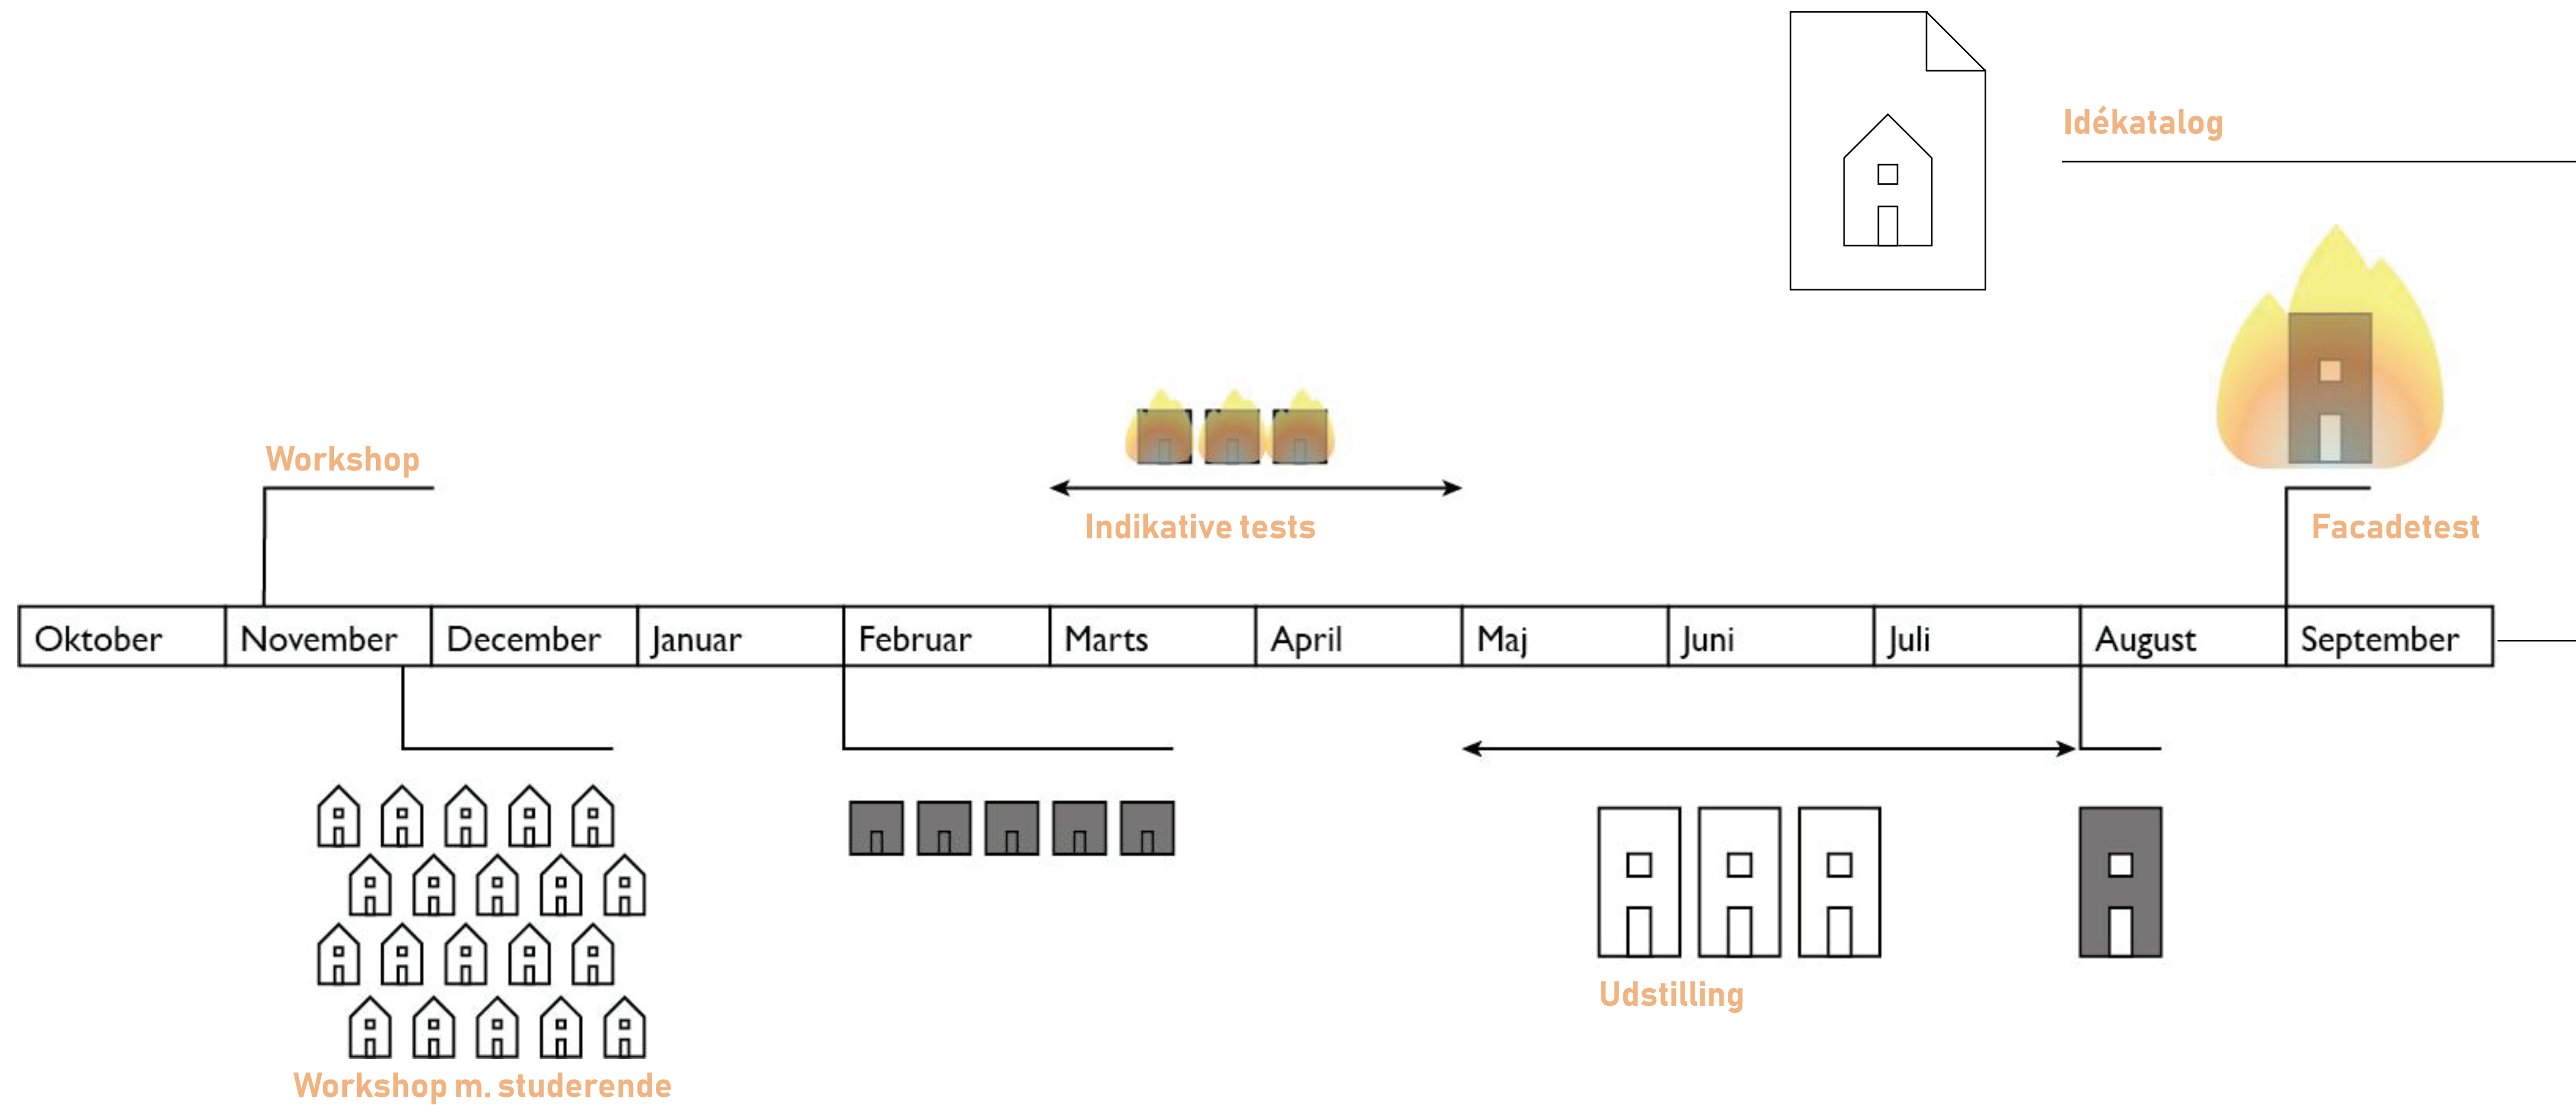 Idékatalog
Workshop
Indikative tests
Facadetest
Oktober
November
December
Januar
Februar
Marts
April
Maj
Juni
Juli
August
September
Udstilling
Workshop m. studerende